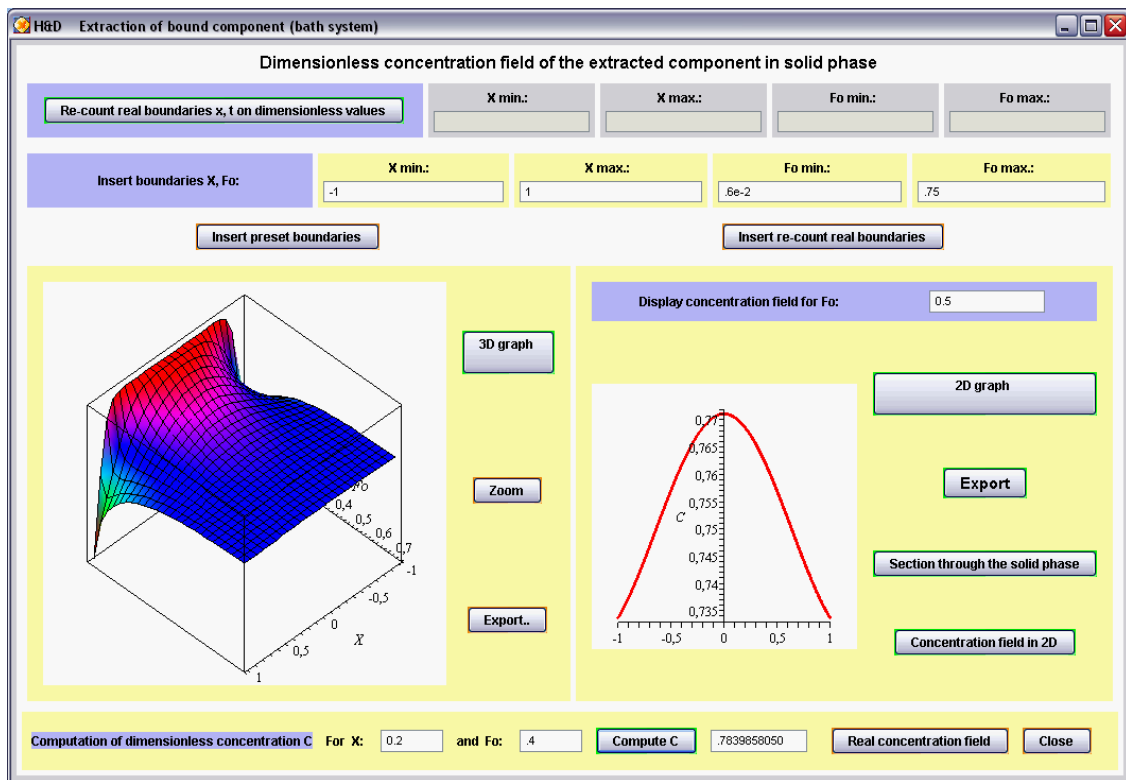 H&D Extraction of bound component (bath system)
Dimensionless concentration field of the extracted component in solid phase
Re-count real boundaries x, t on dimensionless values
X min.: X max.: Fo min.: Fo max.:
Insert boundaries X, Fo:
X min.: X max.: Fo min.: Fo max.:
-1 1 .6e-2 .75
Insert preset boundaries Insert re-count real boundaries
Display concentration field for Fo: 0.5
3D graph
Zoom
Export..
0,4
0,5
0,6
0,7
-1
-0,5
0
X
0,5
1
2D graph
Export
Section through the solid phase
Concentration field in 2D
0,77
0,765
0,76
0,755
C
0,75
0,745
0,74
0,735
-1 -0,5 0 0,5 1
Computation of dimensionless concentration C For X: 0.2 and Fo: .4 Compute C .7839858050 Real concentration field Close